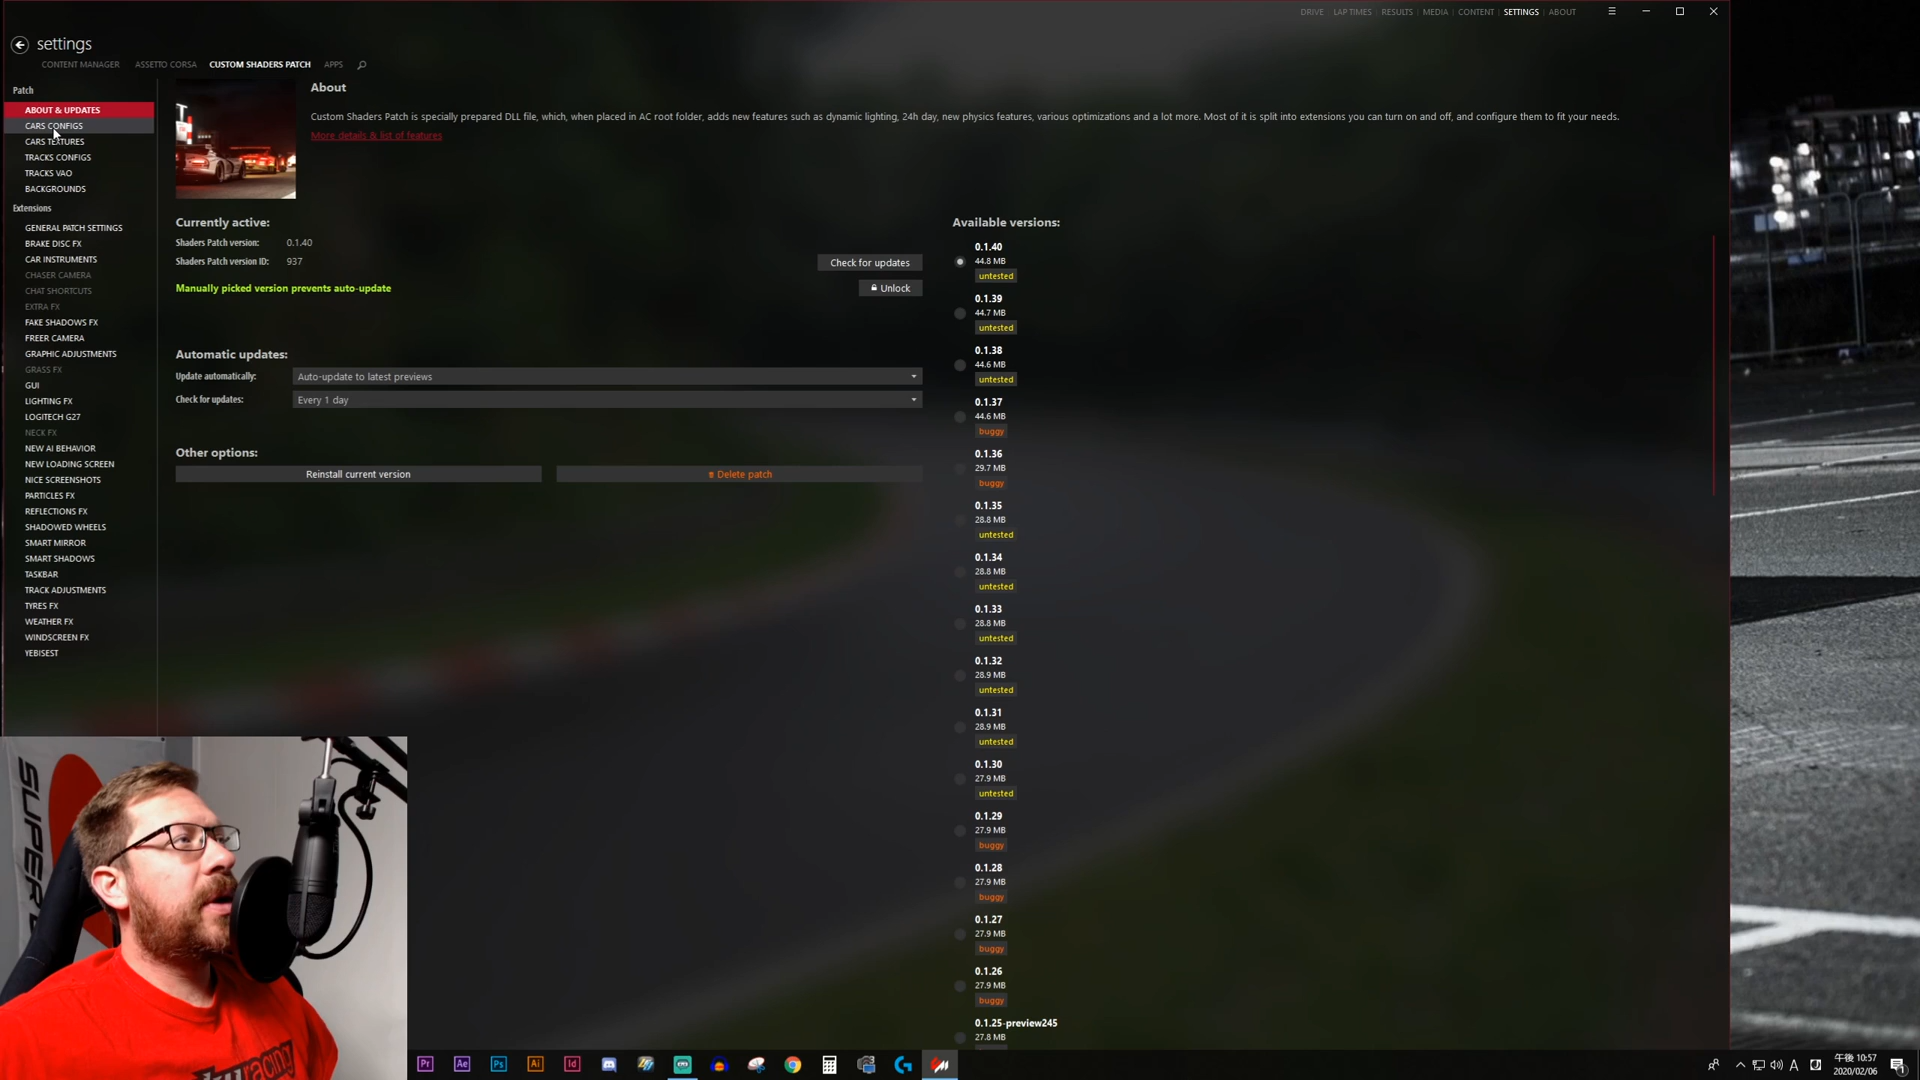 DRIVE LAP TIMES RESULTS MEDIA CONTENT SETTINGS ABOUT
settings
CONTENT MANAGER ASSETTO CORSA CUSTOM SHADERS PATCH APPS
Patch
ABOUT & UPDATES
CARS CONFIGS
CARS TEXTURES
TRACKS CONFIGS
TRACKS VAO
BACKGROUNDS
Extensions
GENERAL PATCH SETTINGS
BRAKE DISC FX
CAR INSTRUMENTS
CHASER CAMERA
CHAT SHORTCUTS
EXTRA FX
FAKE SHADOWS FX
FREER CAMERA
GRAPHIC ADJUSTMENTS
GRASS FX
GUI
LIGHTING FX
LOGITECH G27
NECK FX
NEW AI BEHAVIOR
NEW LOADING SCREEN
NICE SCREENSHOTS
PARTICLES FX
REFLECTIONS FX
SHADOWED WHEELS
SMART MIRROR
SMART SHADOWS
TASKBAR
TRACK ADJUSTMENTS
TYRES FX
WEATHER FX
WINDSCREEN FX
YEBISEST
About
Custom Shaders Patch is specially prepared DLL file, which, when placed in AC root folder, adds new features such as dynamic lighting, 24h day, new physics features, various optimizations and a lot more. Most of it is split into extensions you can turn on and off, and configure them to fit your needs.
More details & list of features
Currently active:
Shaders Patch version: 0.1.40
Shaders Patch version ID: 937
Check for updates
Manually picked version prevents auto-update
Unlock
Automatic updates:
Update automatically: Auto-update to latest previews
Check for updates: Every 1 day
Other options:
Reinstall current version
Delete patch
Available versions:
0.1.40
44.8 MB
untested
0.1.39
44.7 MB
untested
0.1.38
44.6 MB
untested
0.1.37
44.6 MB
buggy
0.1.36
29.7 MB
buggy
0.1.35
28.8 MB
untested
0.1.34
28.8 MB
untested
0.1.33
28.8 MB
untested
0.1.32
28.9 MB
untested
0.1.31
28.9 MB
untested
0.1.30
27.9 MB
untested
0.1.29
27.9 MB
buggy
0.1.28
27.9 MB
buggy
0.1.27
27.9 MB
buggy
0.1.26
27.9 MB
buggy
0.1.25-preview245
27.8 MB
SUPER
racing
Pr Ae Ps Ai Id
A
午後 10:57
2020/02/06
1